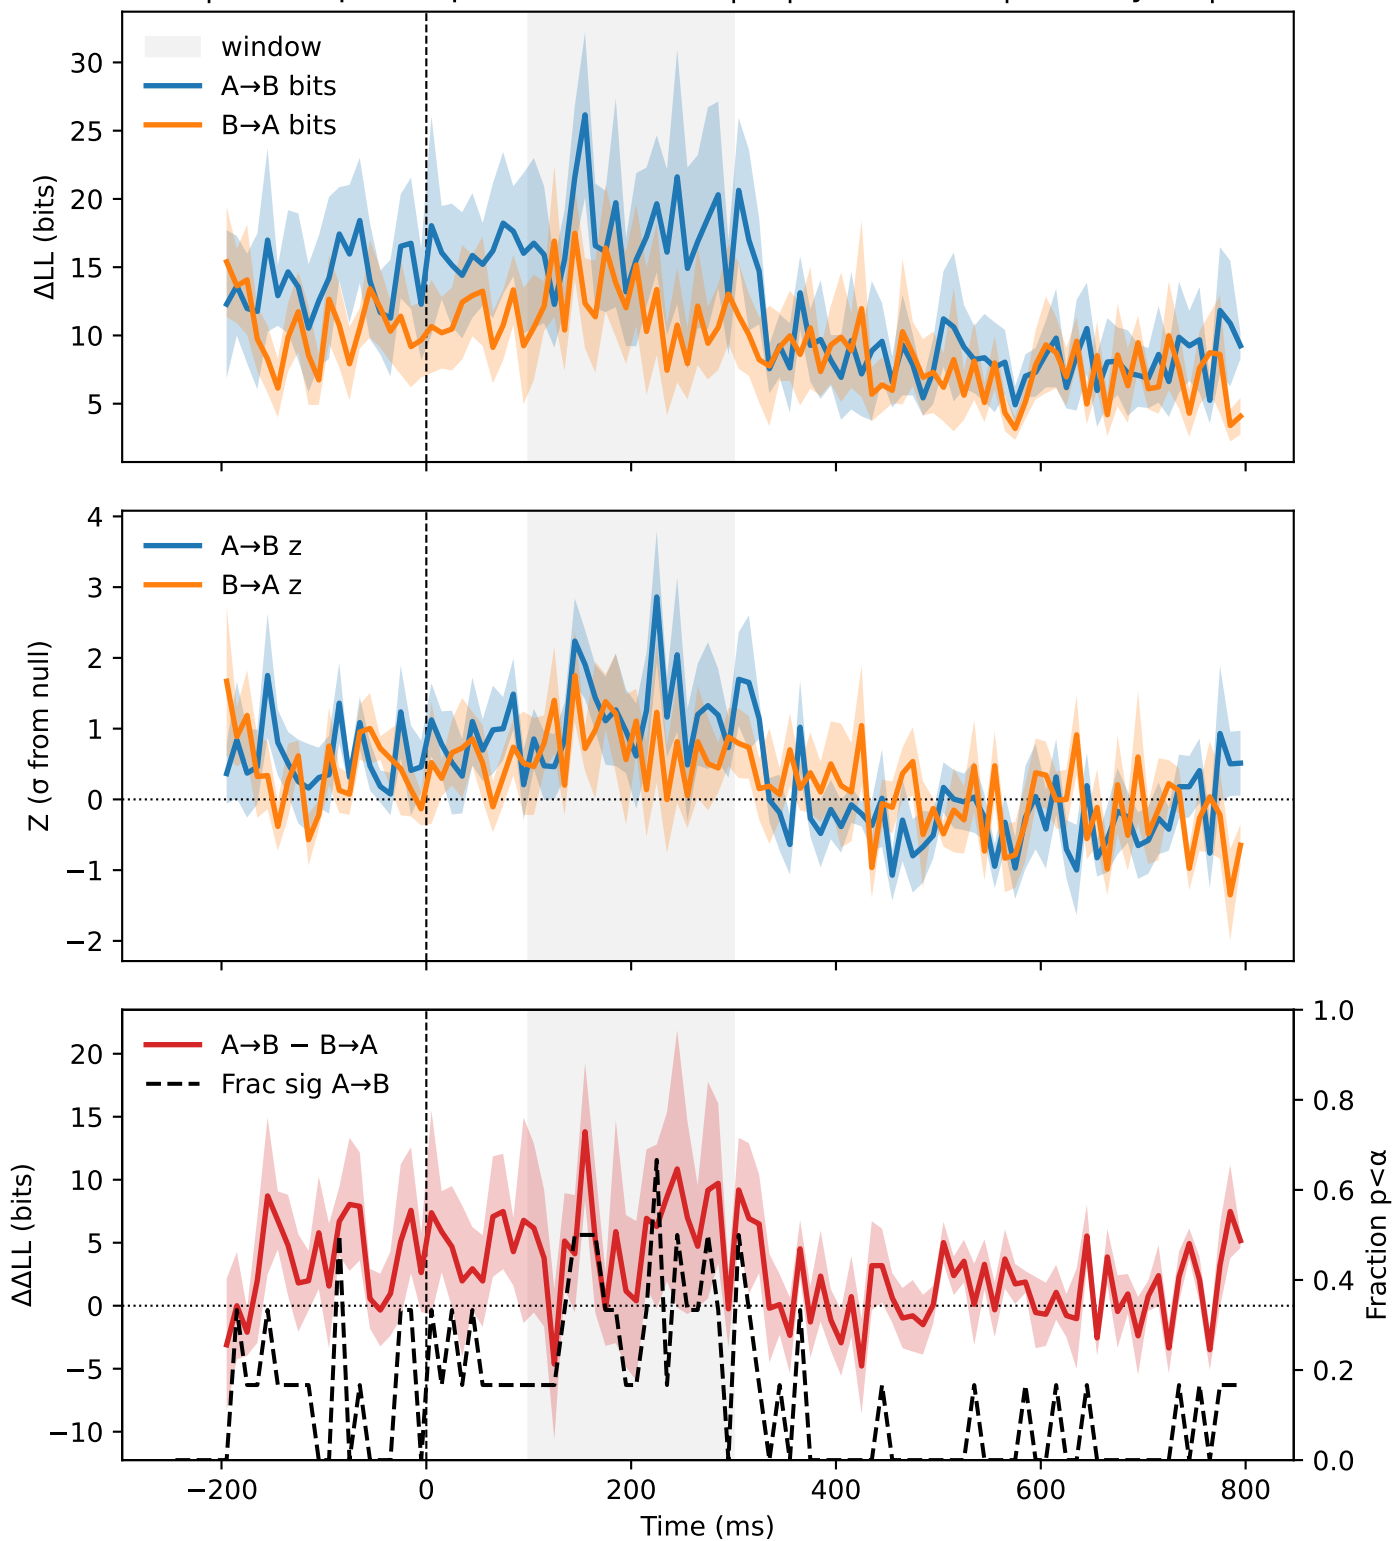 window
A→B bits
B→A bits
30
25
20
15
10
5
ΔLL (bits)
A→B z
B→A z
4
3
2
1
0
−1
−2
Z (σ from null)
A→B − B→A
Frac sig A→B
20
15
10
5
0
−5
−10
ΔΔLL (bits)
1.0
0.8
0.6
0.4
0.2
0.0
Fraction p<α
−200 0 200 400 600 800
Time (ms)